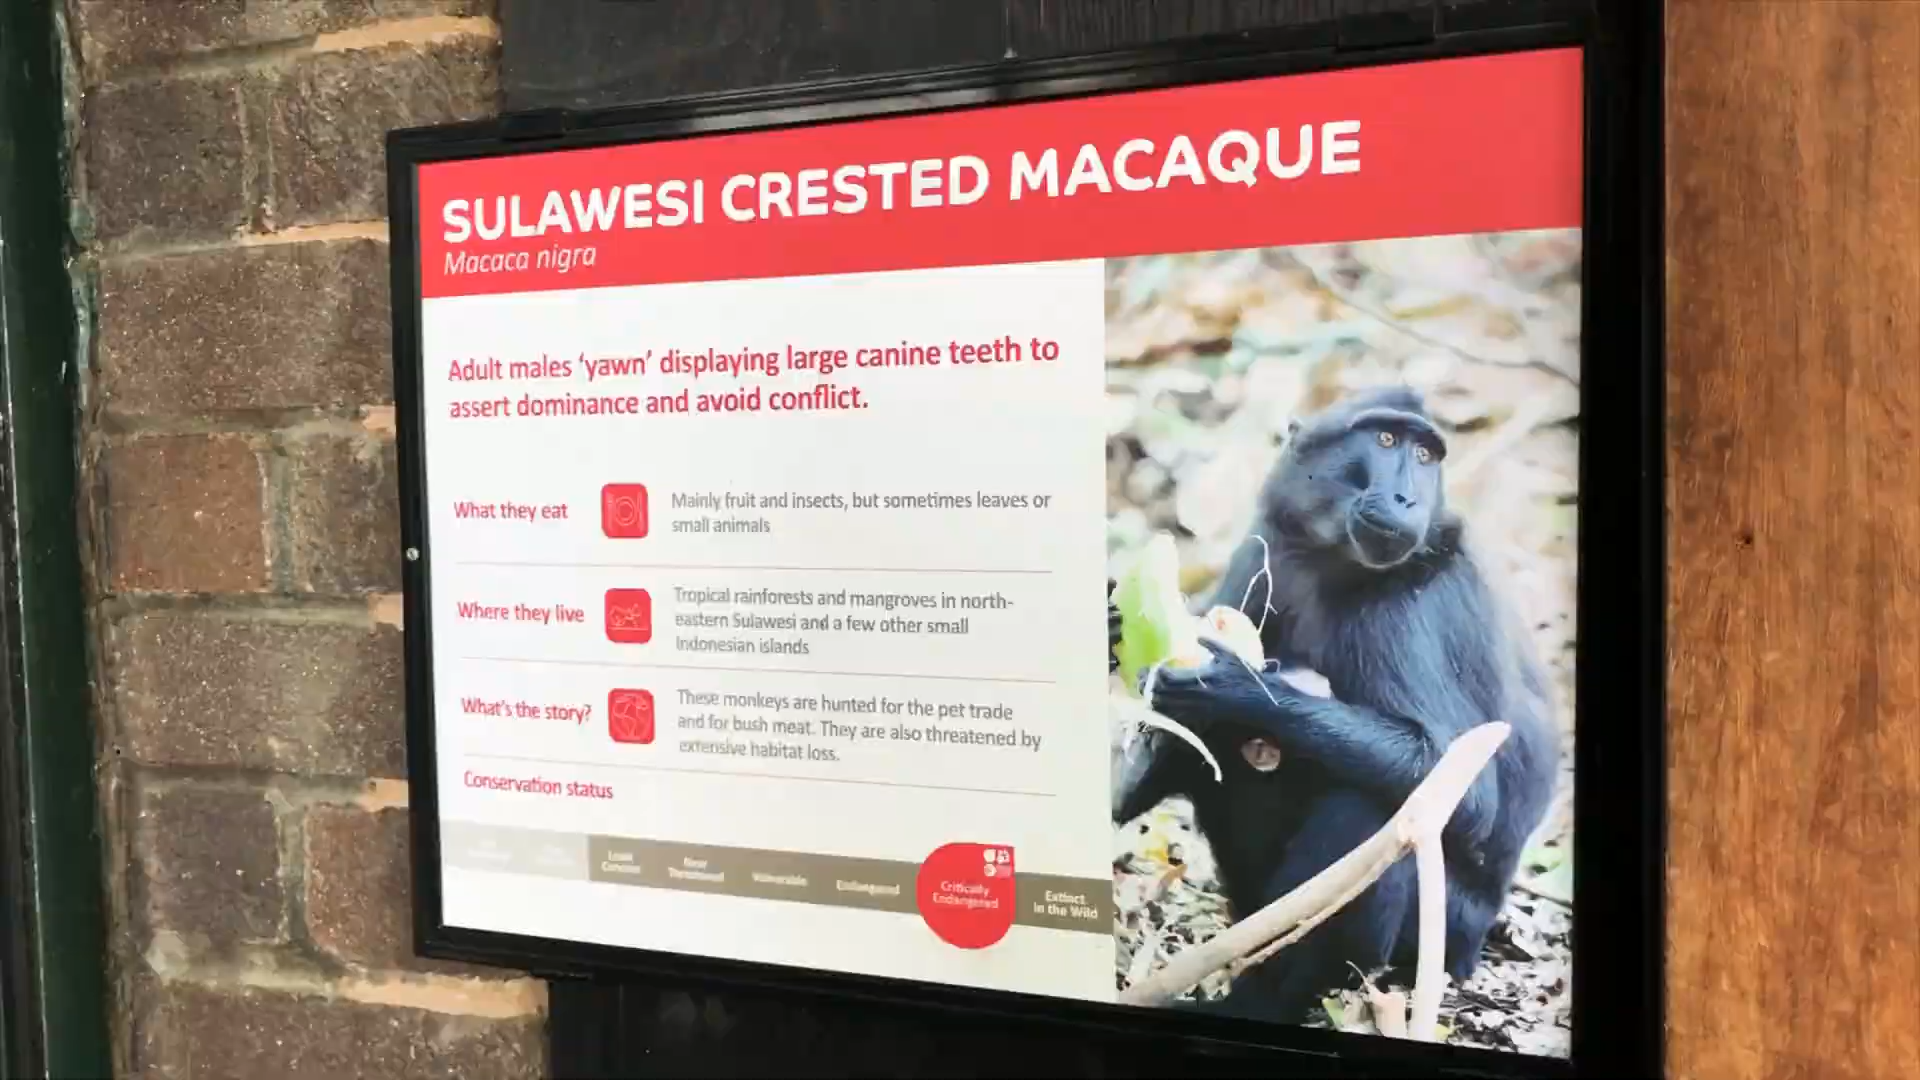 SULAWESI CRESTED MACAQUE
Macaca nigra
Adult males ‘yawn’ displaying large canine teeth to
assert dominance and avoid conflict.
What they eat
Mainly fruit and insects, but sometimes leaves or
small animals
Where they live
Tropical rainforests and mangroves in north-
eastern Sulawesi and a few other small
Indonesian islands
What's the story?
These monkeys are hunted for the pet trade
and for bush meat. They are also threatened by
extensive habitat loss.
Conservation status
Least
Concern
Near
Threatened
Vulnerable
Endangered
Critically
Endangered
Extinct
in the Wild